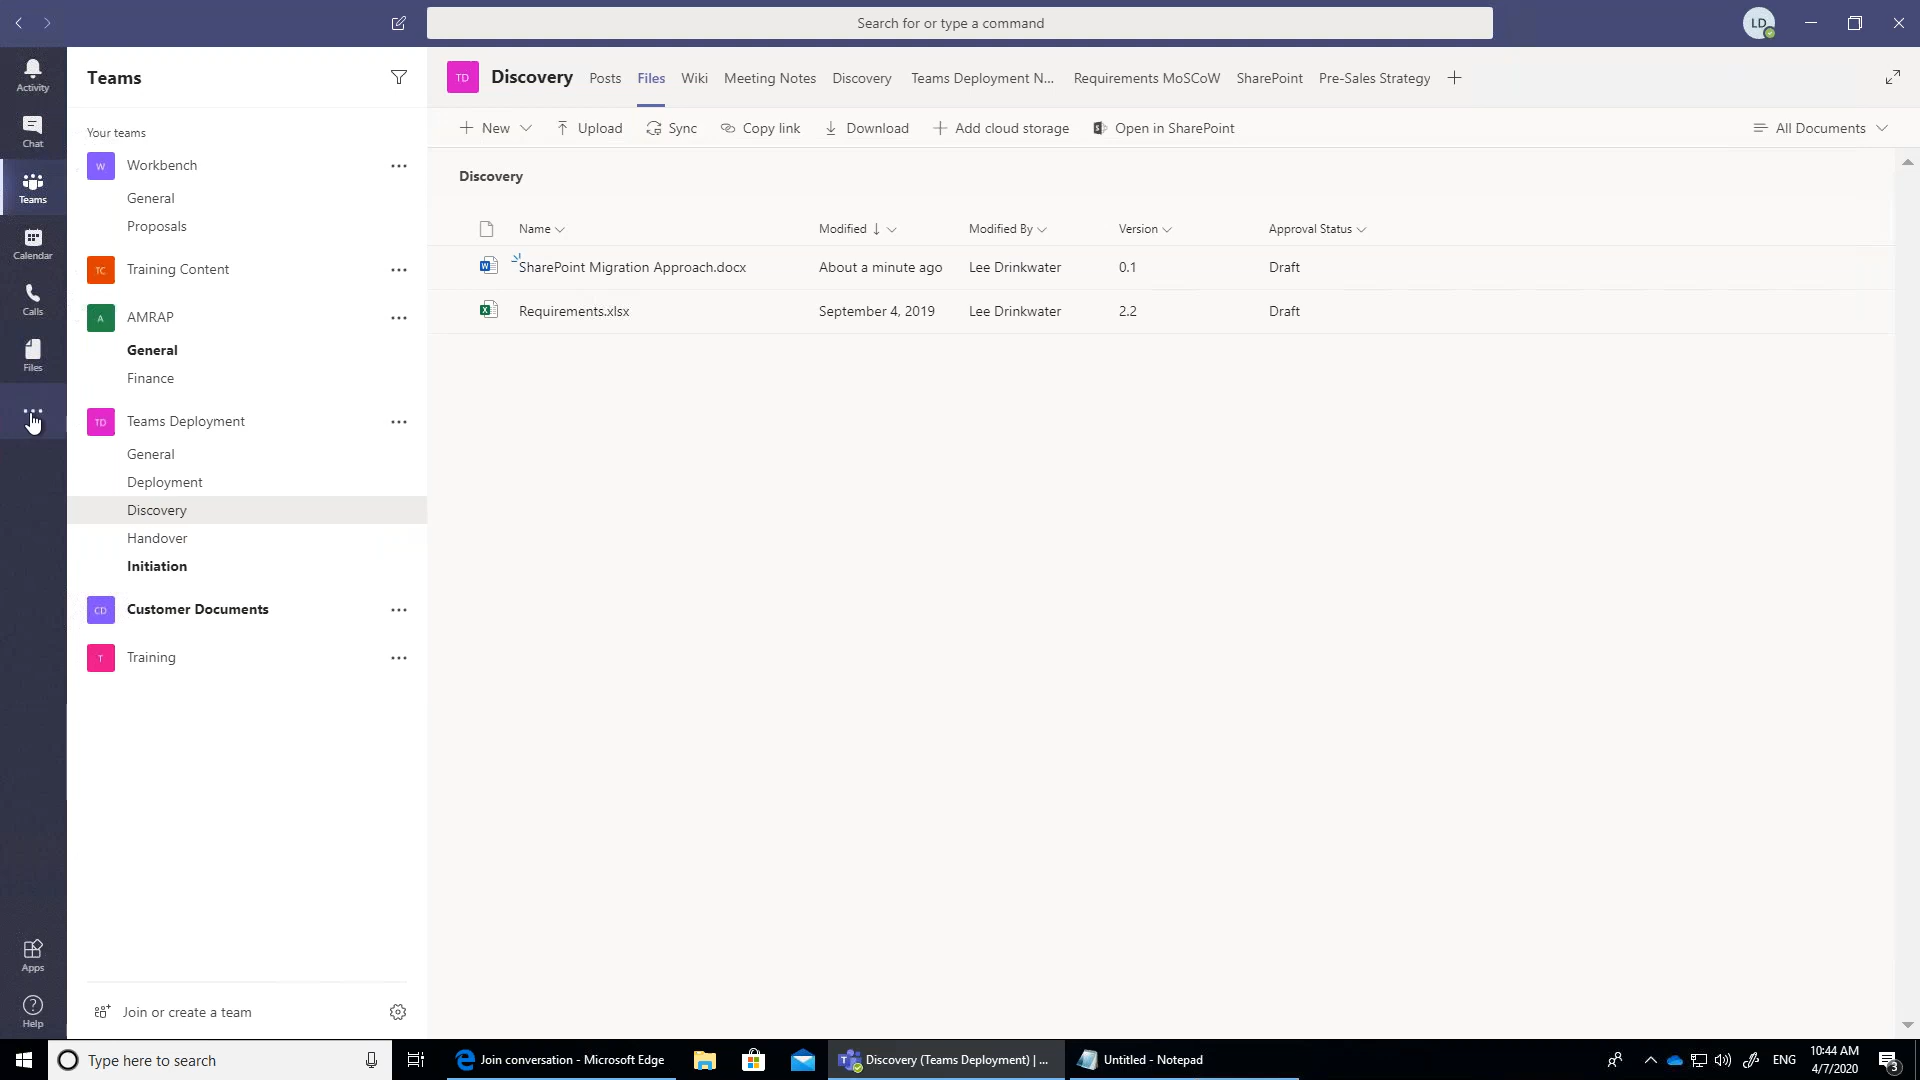 Search for or type a command
LD
Activity
Chat
Teams
Calendar
Calls
Files
Apps
Help
Teams
Your teams
W Workbench
General
Proposals
TC Training Content
A AMRAP
General
Finance
TD Teams Deployment
General
Deployment
Discovery
Handover
Initiation
CD Customer Documents
T Training
Join or create a team
TD Discovery Posts Files Wiki Meeting Notes Discovery Teams Deployment N... Requirements MoSCoW SharePoint Pre-Sales Strategy
New Upload Sync Copy link Download Add cloud storage Open in SharePoint All Documents
Discovery
Name Modified Modified By Version Approval Status
SharePoint Migration Approach.docx About a minute ago Lee Drinkwater 0.1 Draft
Requirements.xlsx September 4, 2019 Lee Drinkwater 2.2 Draft
Type here to search
Join conversation - Microsoft Edge
Discovery (Teams Deployment) | ...
Untitled - Notepad
ENG
10:44 AM
4/7/2020
3